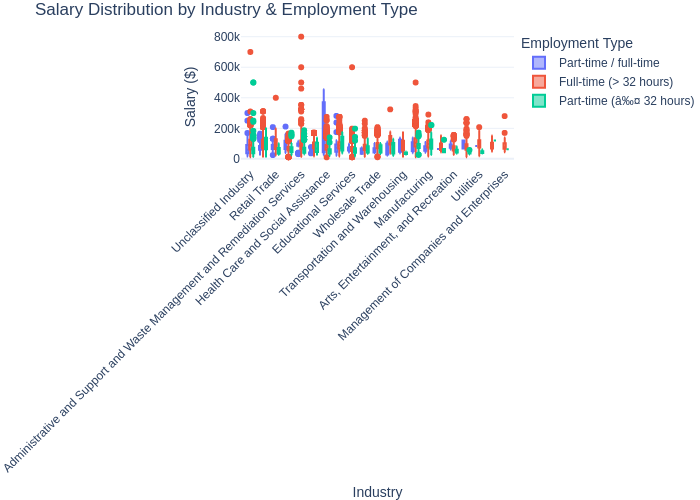 Salary Distribution by Industry & Employment Type
Employment Type
Part-time / full-time
Full-time (> 32 hours)
Part-time (â‰¤ 32 hours)
Salary ($)
800k
600k
400k
200k
0
Unclassified Industry
Retail Trade
Administrative and Support and Waste Management and Remediation Services
Health Care and Social Assistance
Educational Services
Wholesale Trade
Transportation and Warehousing
Manufacturing
Arts, Entertainment, and Recreation
Utilities
Management of Companies and Enterprises
Industry